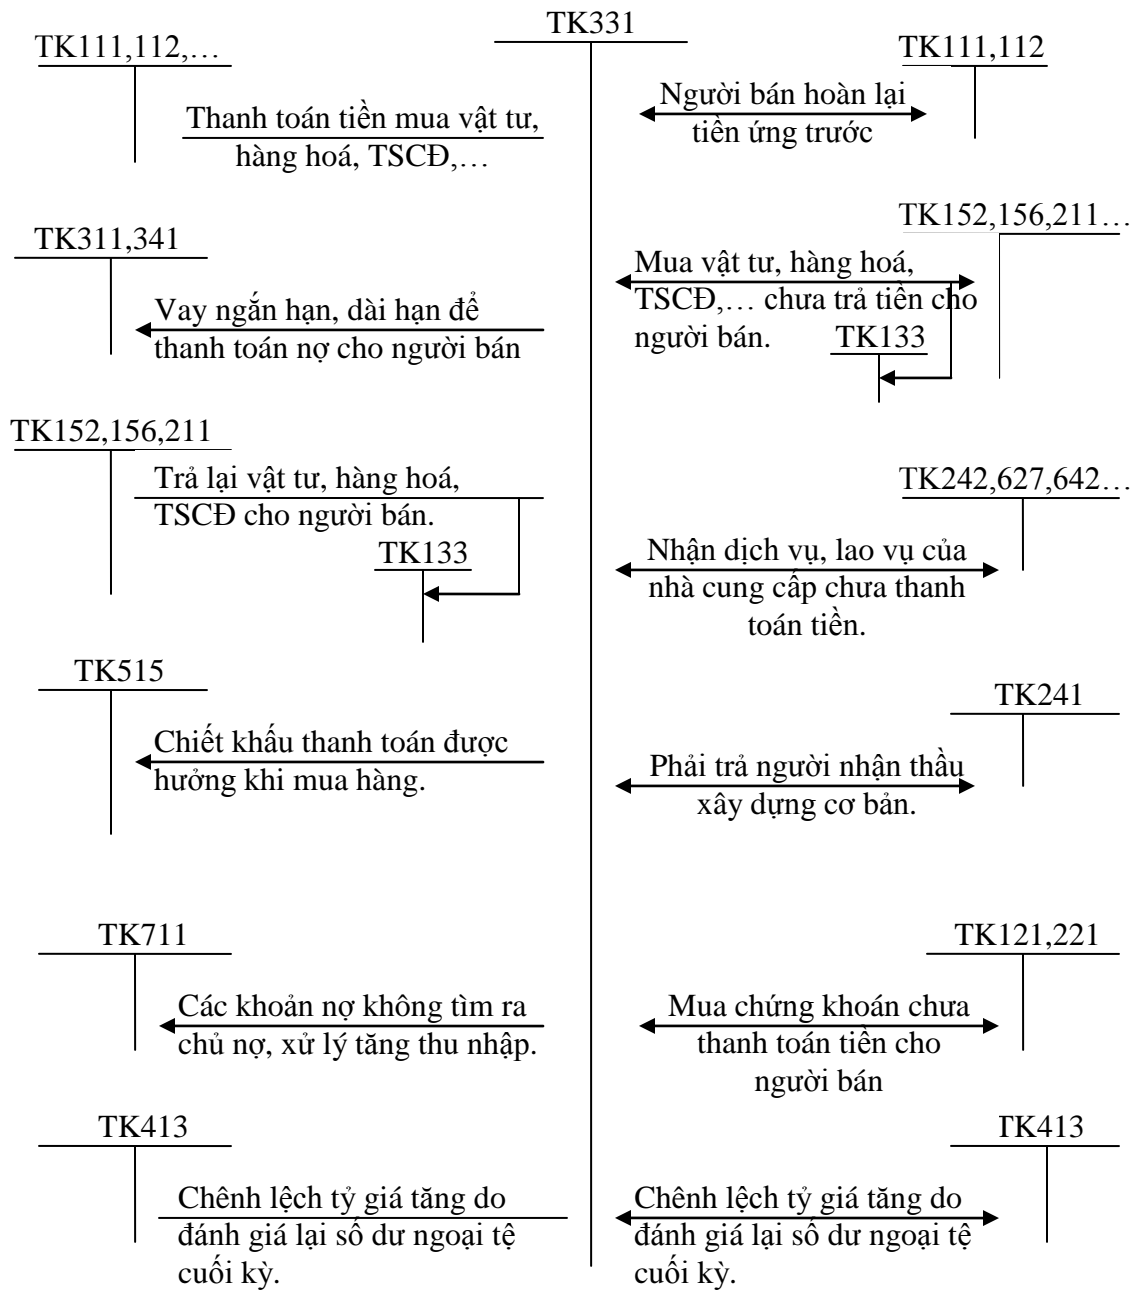 TK331
TK111,112,…
TK111,112
Thanh toán tiền mua vật tư,
hàng hoá, TSCĐ,…
Người bán hoàn lại
tiền ứng trước
TK311,341
TK152,156,211…
Vay ngắn hạn, dài hạn để
thanh toán nợ cho người bán
Mua vật tư, hàng hoá,
TSCĐ,… chưa trả tiền cho
người bán.
TK133
TK152,156,211
Trả lại vật tư, hàng hoá,
TSCĐ cho người bán.
TK133
TK242,627,642…
Nhận dịch vụ, lao vụ của
nhà cung cấp chưa thanh
toán tiền.
TK515
TK241
Chiết khấu thanh toán được
hưởng khi mua hàng.
Phải trả người nhận thầu
xây dựng cơ bản.
TK711
TK121,221
Các khoản nợ không tìm ra
chủ nợ, xử lý tăng thu nhập.
Mua chứng khoán chưa
thanh toán tiền cho
người bán
TK413
TK413
Chênh lệch tỷ giá tăng do
đánh giá lại số dư ngoại tệ
cuối kỳ.
Chênh lệch tỷ giá tăng do
đánh giá lại số dư ngoại tệ
cuối kỳ.